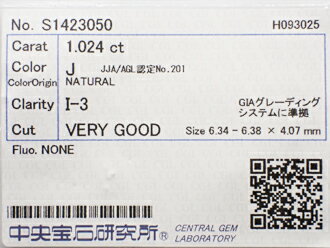 No. S1423050 H093025
Carat 1.024 ct
Color J JJA/AGL認定No.201
ColorOrigin NATURAL
Clarity I-3 GIAグレーディング
システムに準拠
Cut VERY GOOD Size 6.34 - 6.38 × 4.07 mm
Fluo. NONE
中央宝石研究所 CENTRAL GEM
LABORATORY